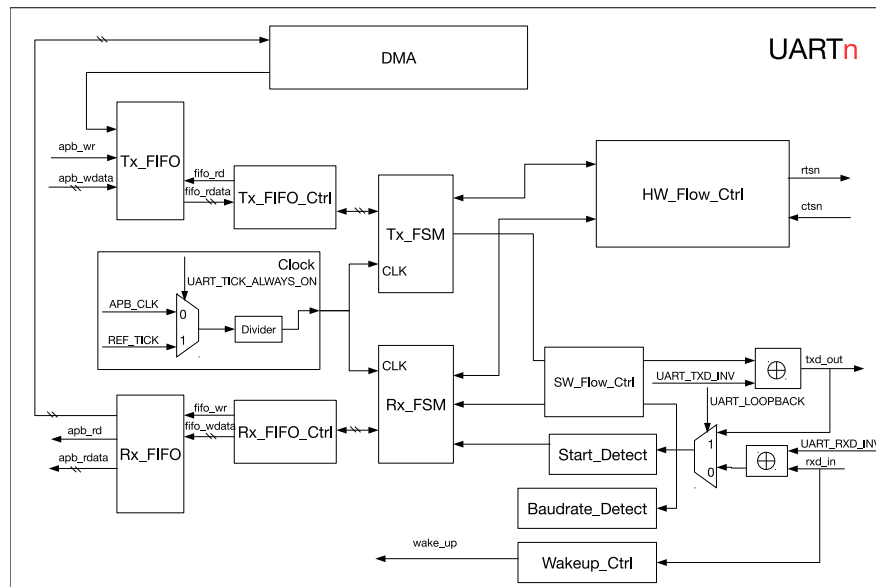 DMA
UARTn
apb_wr
Tx_FIFO
apb_wdata
fifo_rd
fifo_rdata
Tx_FIFO_Ctrl
Tx_FSM
CLK
HW_Flow_Ctrl
rtsn
ctsn
Clock
UART_TICK_ALWAYS_ON
APB_CLK
0
REF_TICK
1
Divider
CLK
Rx_FSM
SW_Flow_Ctrl
UART_TXD_INV
txd_out
UART_LOOPBACK
fifo_wr
fifo_wdata
Rx_FIFO_Ctrl
apb_rd
Rx_FIFO
apb_rdata
Start_Detect
1
0
UART_RXD_INV
rxd_in
Baudrate_Detect
wake_up
Wakeup_Ctrl